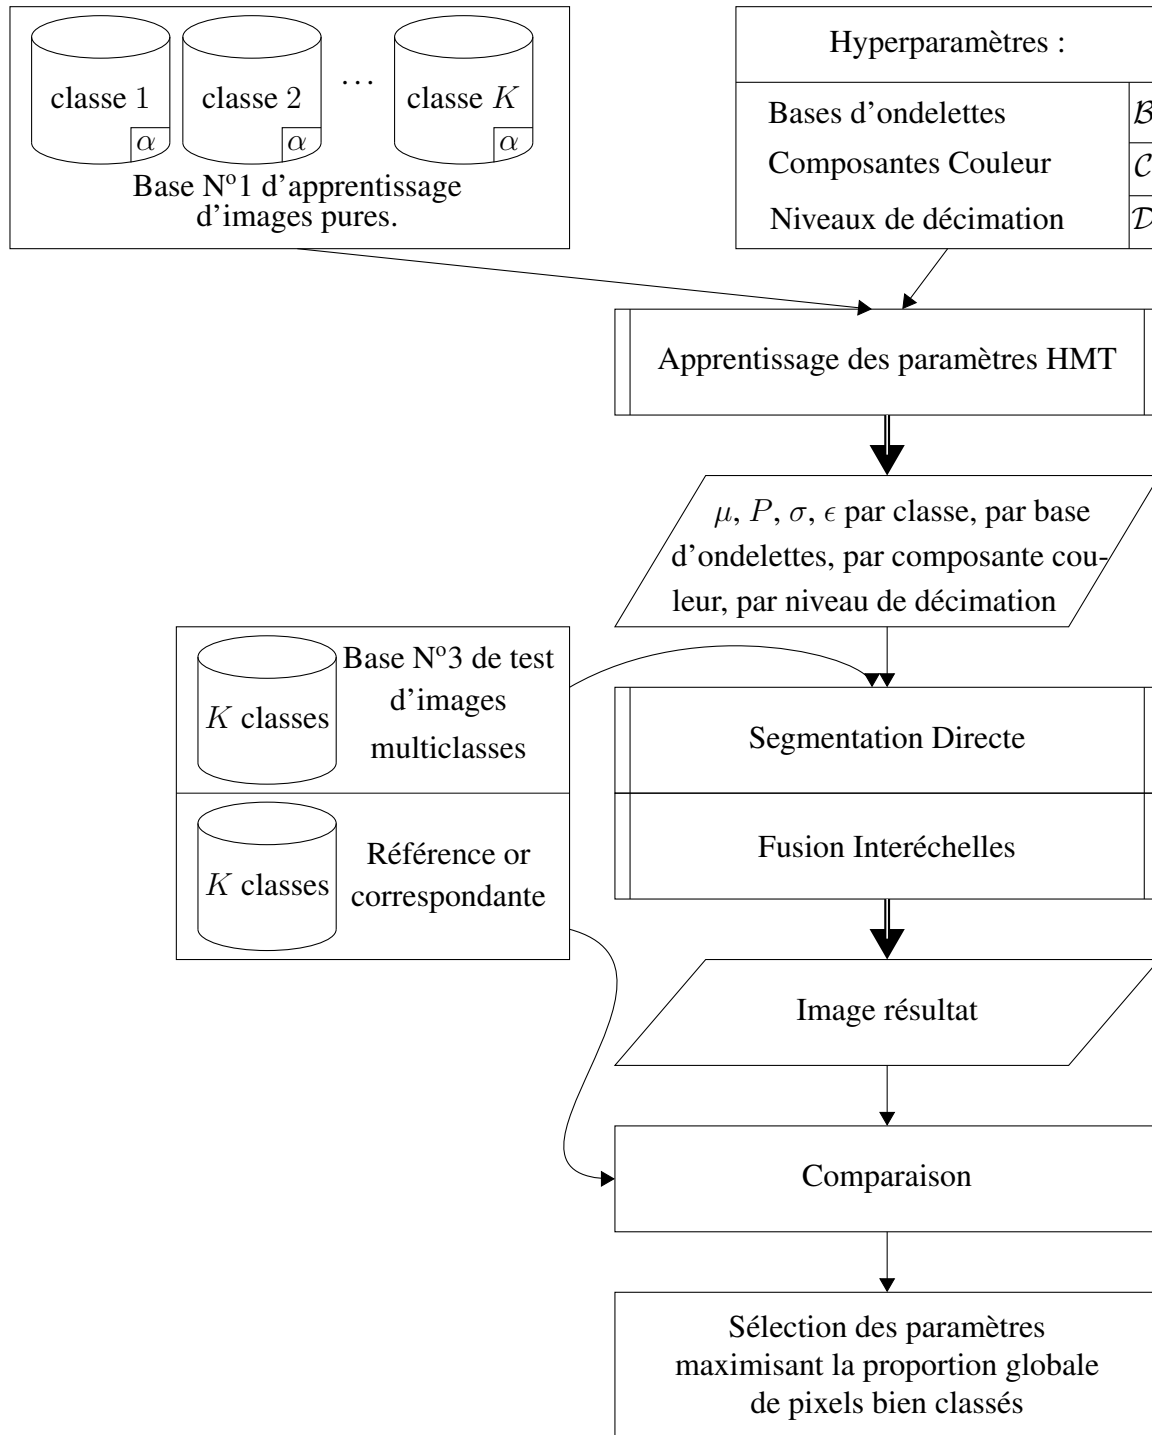 classe 1
classe 2
…
classe K
α
α
α
Base Nº1 d'apprentissage
d'images pures.
Hyperparamètres :
Bases d'ondelettes
ℬ
Composantes Couleur
𝒞
Niveaux de décimation
𝒟
Apprentissage des paramètres HMT
μ, P, σ, ϵ par classe, par base
d'ondelettes, par composante cou-
leur, par niveau de décimation
K classes
Base Nº3 de test
d'images
multiclasses
Segmentation Directe
K classes
Référence or
correspondante
Fusion Interéchelles
Image résultat
Comparaison
Sélection des paramètres
maximisant la proportion globale
de pixels bien classés